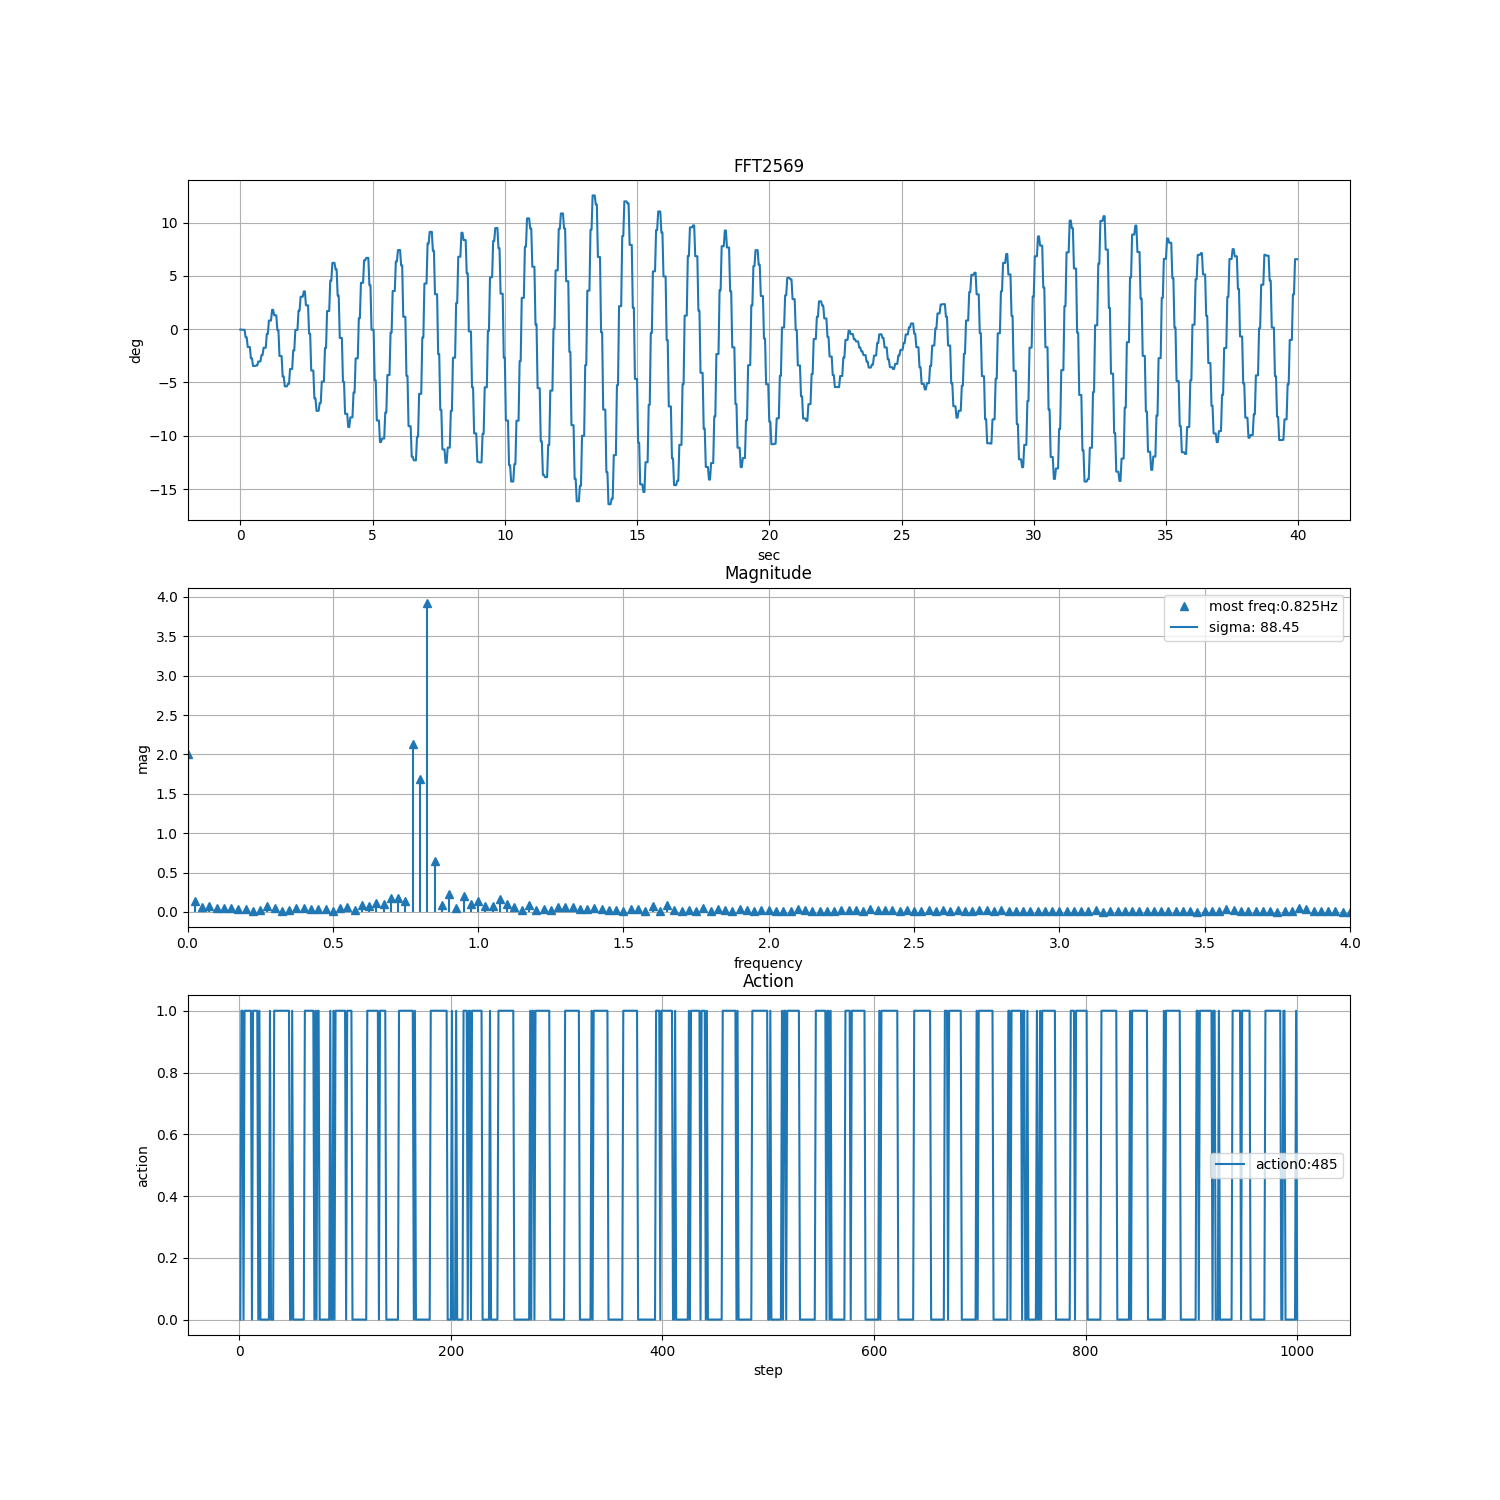 FFT2569
10
5
0
−5
−10
−15
deg
0 5 10 15 20 25 30 35 40
sec
Magnitude
4.0
3.5
3.0
2.5
2.0
1.5
1.0
0.5
0.0
mag
most freq:0.825Hz
sigma: 88.45
0.0 0.5 1.0 1.5 2.0 2.5 3.0 3.5 4.0
frequency
Action
1.0
0.8
0.6
0.4
0.2
0.0
action
action0:485
0 200 400 600 800 1000
step